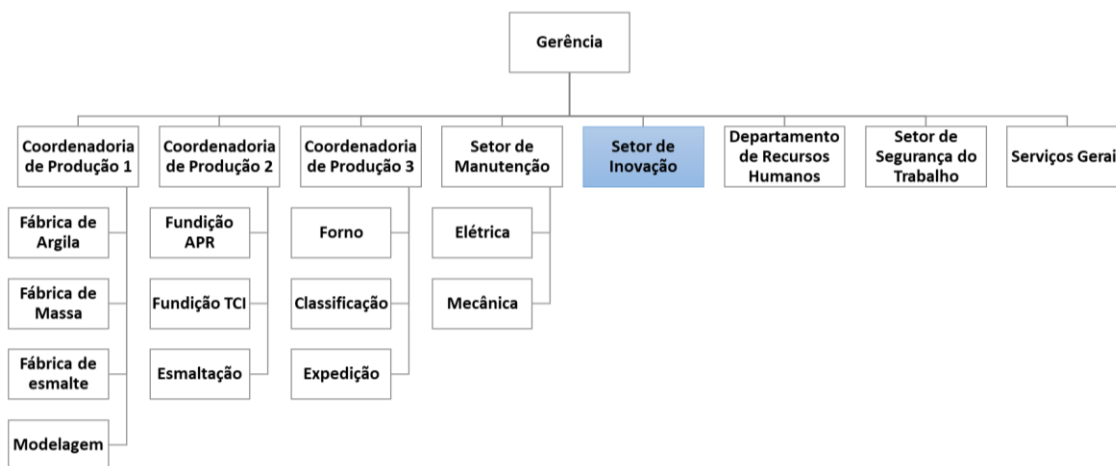 Gerência
Coordenadoria
de Produção 1
Coordenadoria
de Produção 2
Coordenadoria
de Produção 3
Setor de
Manutenção
Setor de
Inovação
Departamento
de Recursos
Humanos
Setor de
Segurança do
Trabalho
Serviços Gerai
Fábrica de
Argila
Fábrica de
Massa
Fábrica de
esmalte
Modelagem
Fundição
APR
Fundição TCI
Esmaltação
Forno
Classificação
Expedição
Elétrica
Mecânica